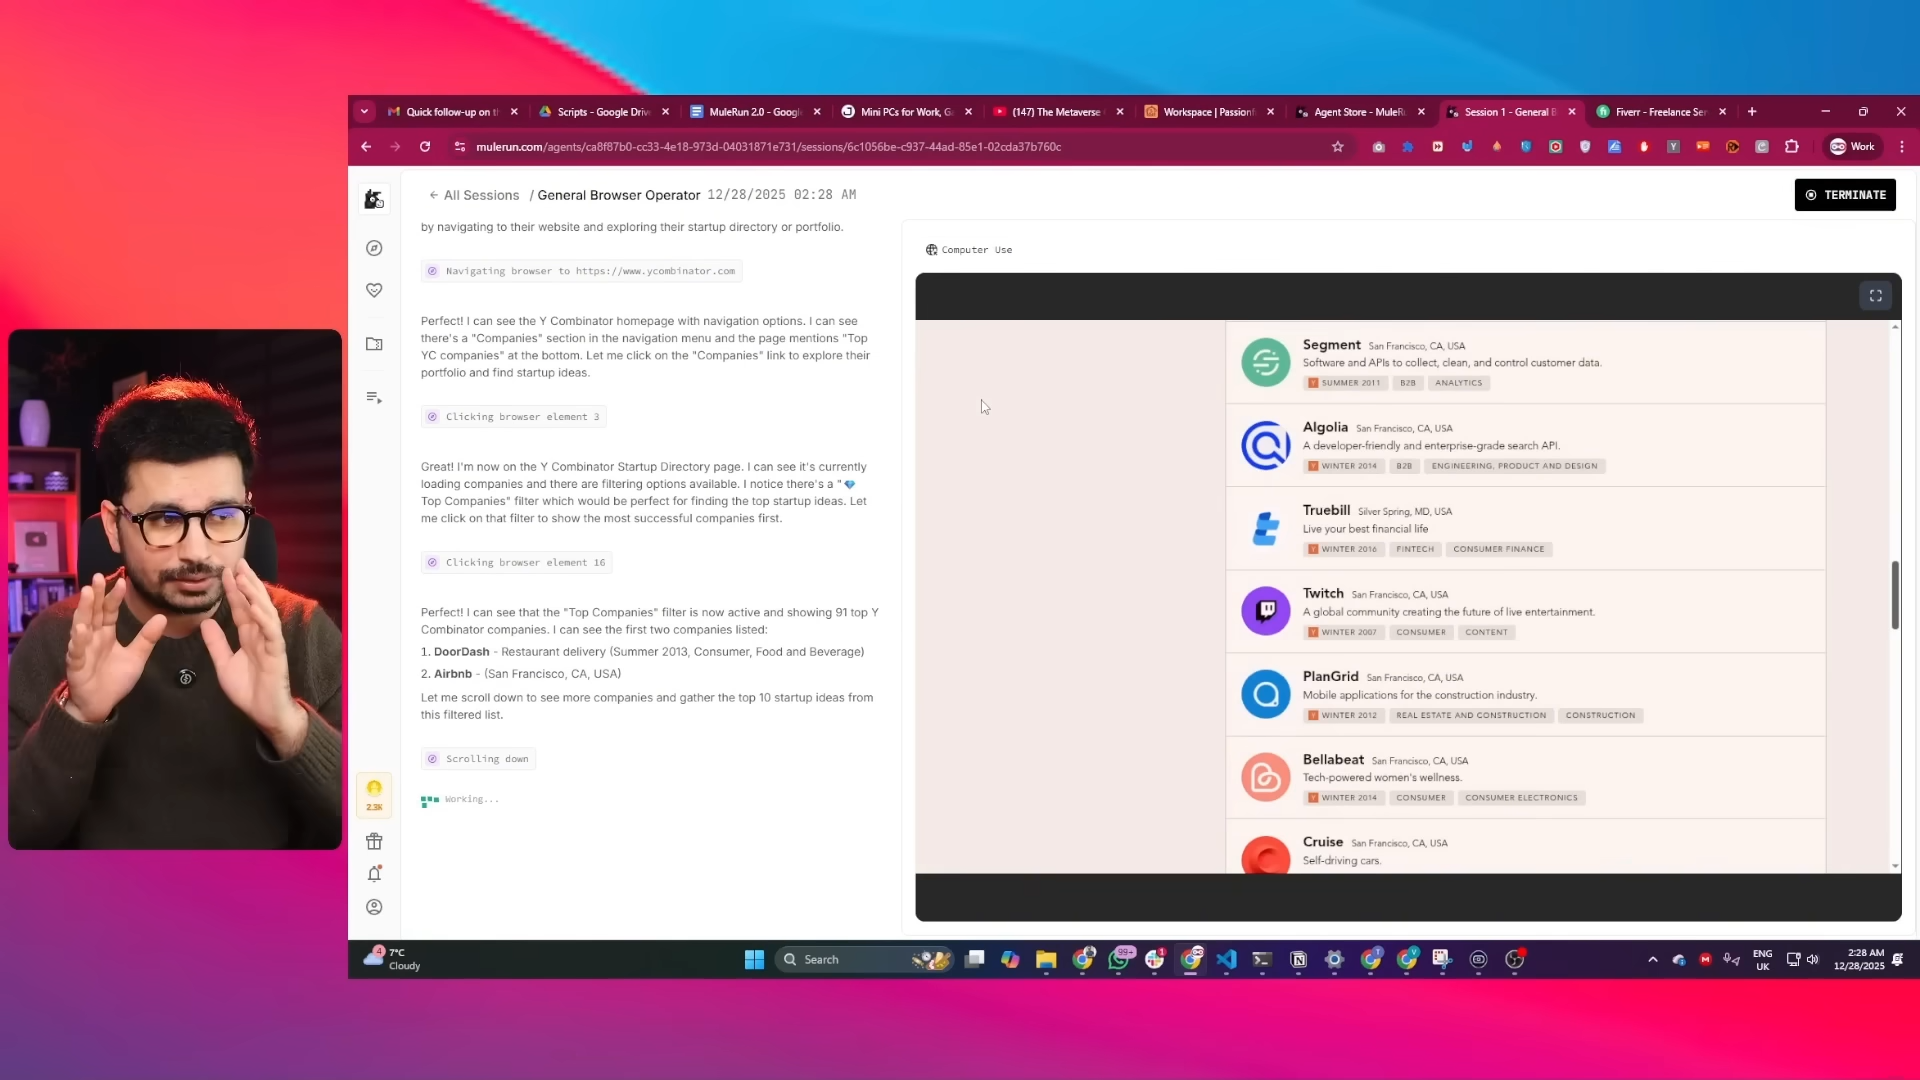 Quick follow-up on t
Scripts - Google Driv
MuleRun 2.0 - Googl
Mini PCs for Work, G
(147) The Metaverse
Workspace | Passionf
Agent Store - MuleR
Session 1 - General B
Fiverr - Freelance Ser
mulerun.com/agents/ca8f87b0-cc33-4e18-973d-04031871e731/sessions/6c1056be-c937-44ad-85e1-02cda37b760c
Work
← All Sessions / General Browser Operator 12/28/2025 02:28 AM
TERMINATE
by navigating to their website and exploring their startup directory or portfolio.
Navigating browser to https://www.ycombinator.com
Perfect! I can see the Y Combinator homepage with navigation options. I can see
there's a "Companies" section in the navigation menu and the page mentions "Top
YC companies" at the bottom. Let me click on the "Companies" link to explore their
portfolio and find startup ideas.
Clicking browser element 3
Great! I'm now on the Y Combinator Startup Directory page. I can see it's currently
loading companies and there are filtering options available. I notice there's a "💎
Top Companies" filter which would be perfect for finding the top startup ideas. Let
me click on that filter to show the most successful companies first.
Clicking browser element 16
Perfect! I can see that the "Top Companies" filter is now active and showing 91 top Y
Combinator companies. I can see the first two companies listed:
1. DoorDash - Restaurant delivery (Summer 2013, Consumer, Food and Beverage)
2. Airbnb - (San Francisco, CA, USA)
Let me scroll down to see more companies and gather the top 10 startup ideas from
this filtered list.
Scrolling down
Working...
2.3K
Computer Use
Segment San Francisco, CA, USA
Software and APIs to collect, clean, and control customer data.
SUMMER 2011 B2B ANALYTICS
Algolia San Francisco, CA, USA
A developer-friendly and enterprise-grade search API.
WINTER 2014 B2B ENGINEERING, PRODUCT AND DESIGN
Truebill Silver Spring, MD, USA
Live your best financial life
WINTER 2016 FINTECH CONSUMER FINANCE
Twitch San Francisco, CA, USA
A global community creating the future of live entertainment.
WINTER 2007 CONSUMER CONTENT
PlanGrid San Francisco, CA, USA
Mobile applications for the construction industry.
WINTER 2012 REAL ESTATE AND CONSTRUCTION CONSTRUCTION
Bellabeat San Francisco, CA, USA
Tech-powered women's wellness.
WINTER 2014 CONSUMER CONSUMER ELECTRONICS
Cruise San Francisco, CA, USA
Self-driving cars.
4
7°C
Cloudy
Search
99+
1
ENG
UK
2:28 AM
12/28/2025